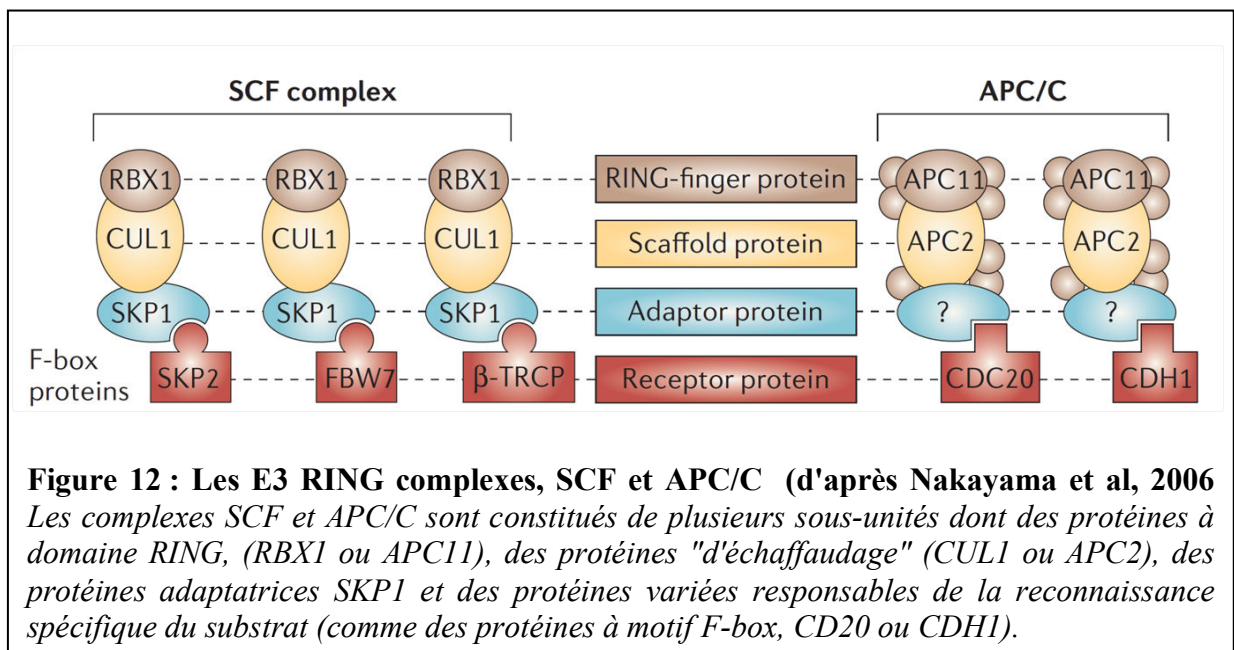 SCF complex APC/C
RBX1 RBX1 RBX1 RING-finger protein APC11 APC11
CUL1 CUL1 CUL1 Scaffold protein APC2 APC2
SKP1 SKP1 SKP1 Adaptor protein ? ?
F-box
proteins
SKP2 FBW7 β-TRCP Receptor protein CDC20 CDH1
Figure 12 : Les E3 RING complexes, SCF et APC/C (d'après Nakayama et al, 2006
Les complexes SCF et APC/C sont constitués de plusieurs sous-unités dont des protéines à
domaine RING, (RBX1 ou APC11), des protéines "d'échaffaudage" (CUL1 ou APC2), des
protéines adaptatrices SKP1 et des protéines variées responsables de la reconnaissance
spécifique du substrat (comme des protéines à motif F-box, CD20 ou CDH1).